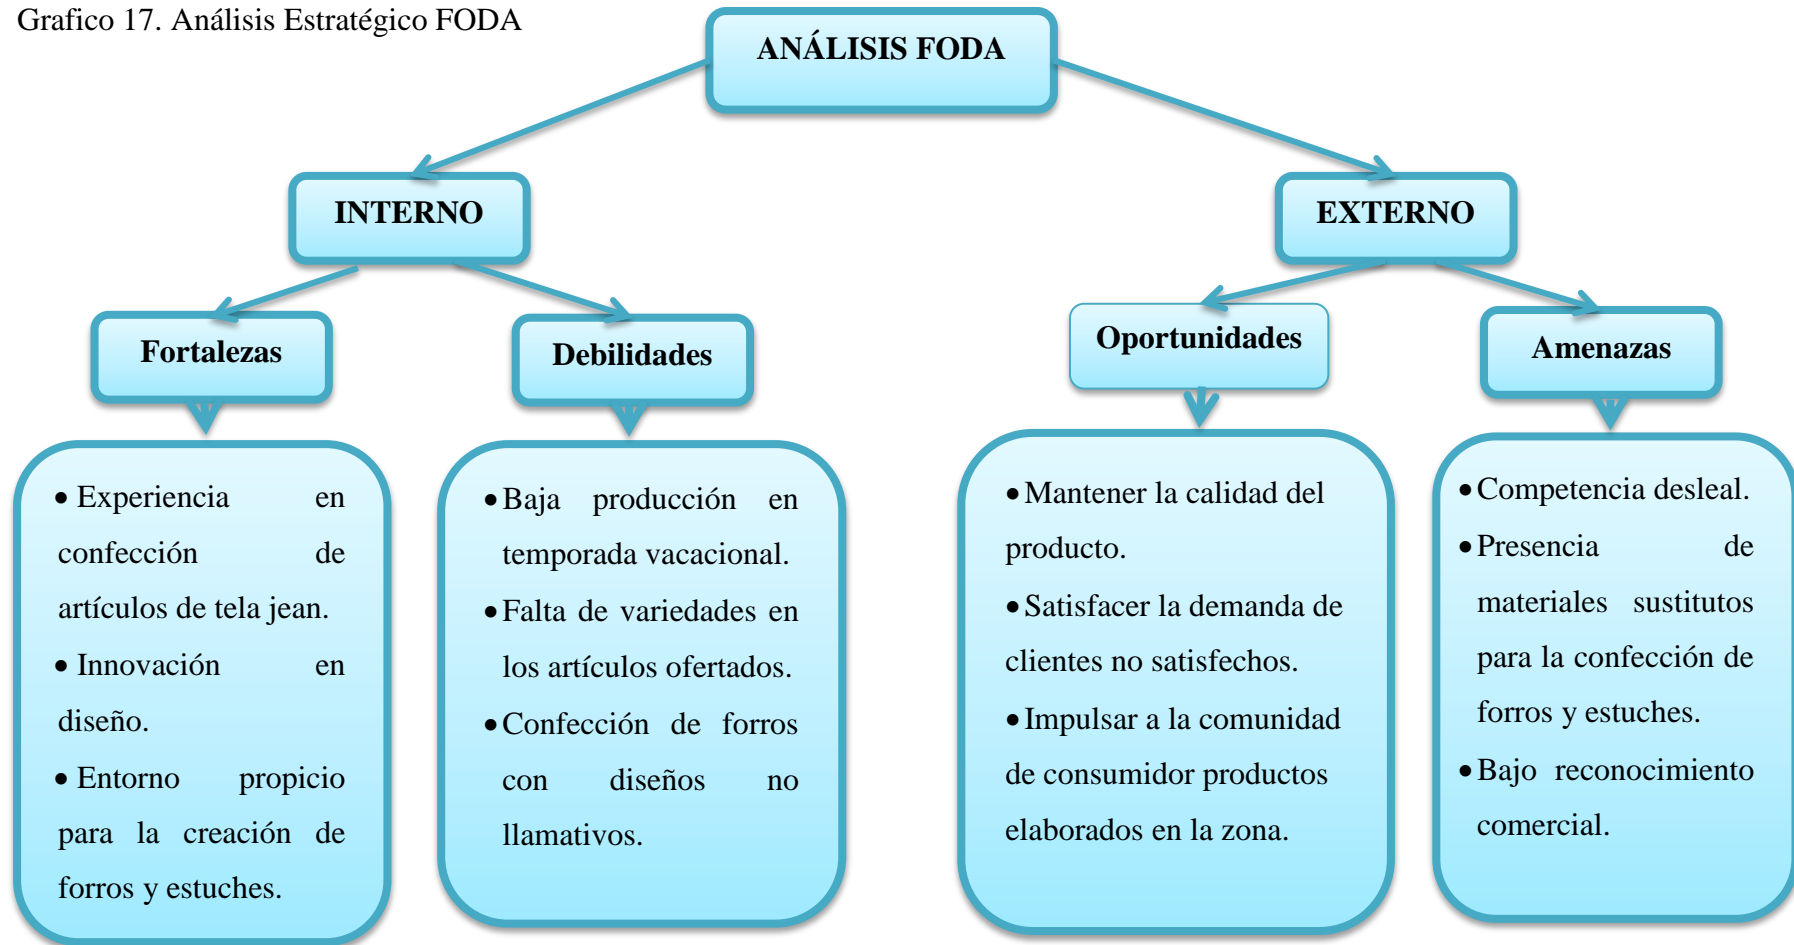 Grafico 17. Análisis Estratégico FODA
ANÁLISIS FODA
INTERNO
EXTERNO
Fortalezas
Debilidades
Oportunidades
Amenazas
• Experiencia en
confección de
artículos de tela jean.
• Innovación en
diseño.
• Entorno propicio
para la creación de
forros y estuches.
• Baja producción en
temporada vacacional.
• Falta de variedades en
los artículos ofertados.
• Confección de forros
con diseños no
llamativos.
• Mantener la calidad del
producto.
• Satisfacer la demanda de
clientes no satisfechos.
• Impulsar a la comunidad
de consumidor productos
elaborados en la zona.
• Competencia desleal.
• Presencia de
materiales sustitutos
para la confección de
forros y estuches.
• Bajo reconocimiento
comercial.